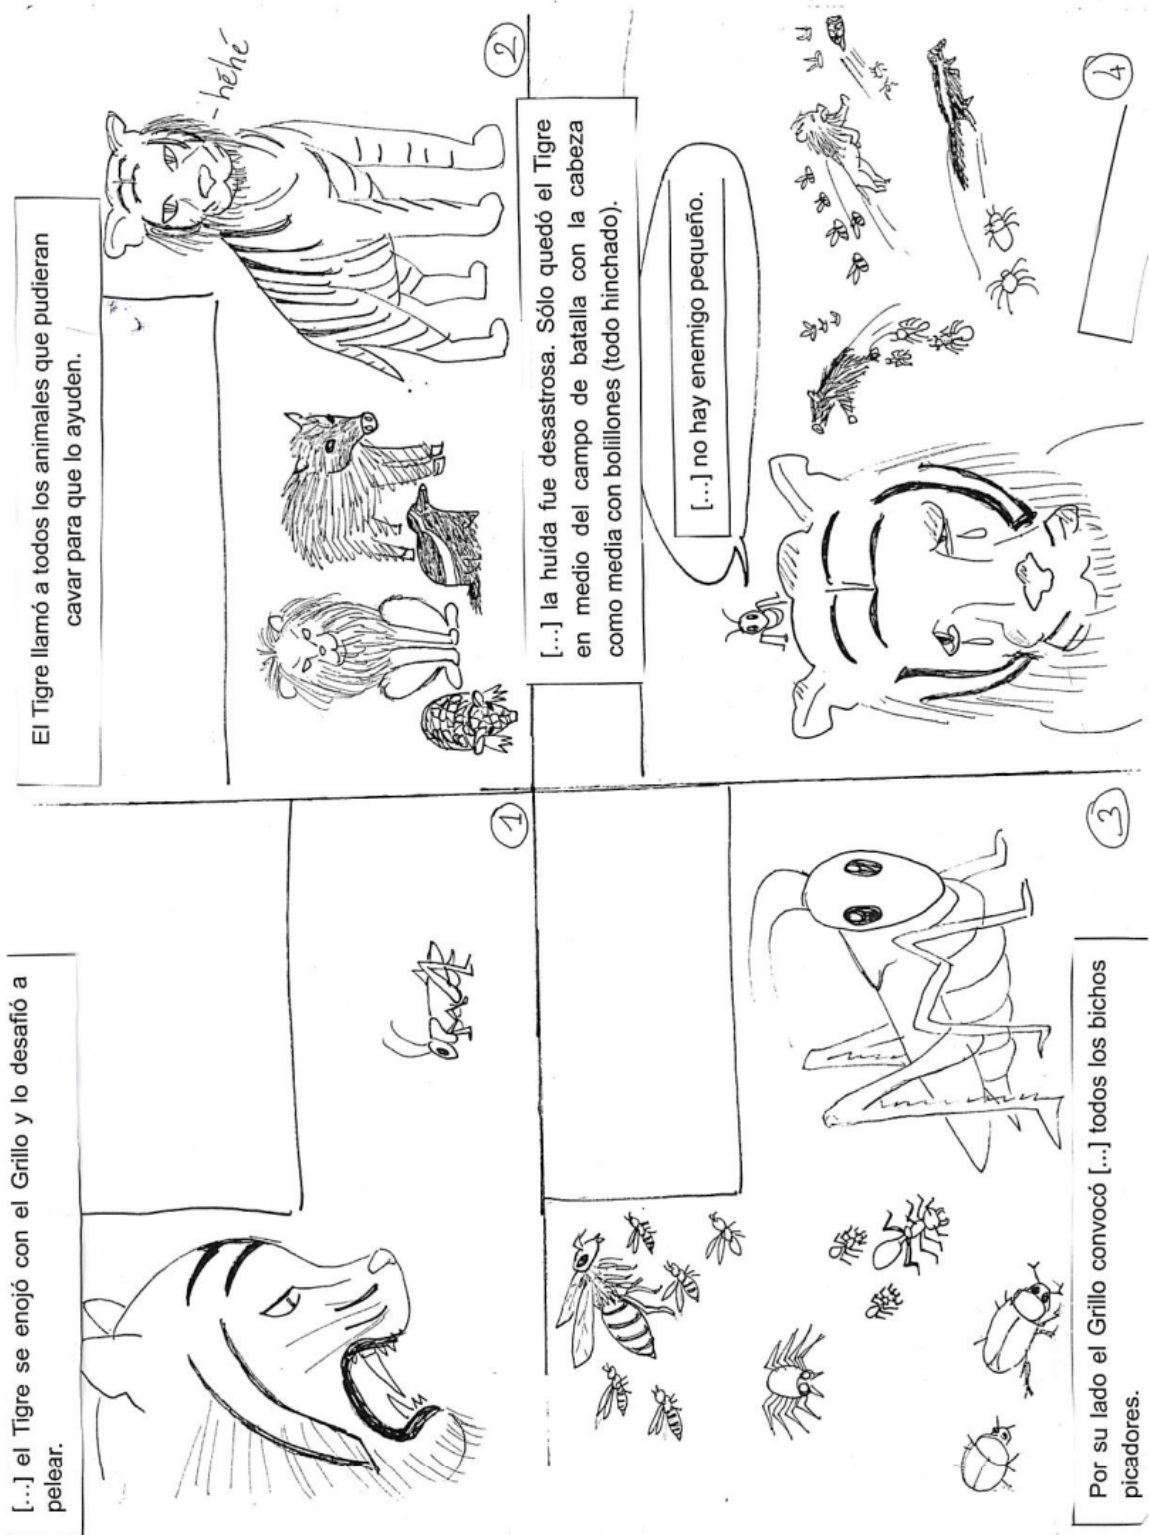 [...] el Tigre se enojó con el Grillo y lo desafió a
pelear.
1
El Tigre llamó a todos los animales que pudieran
cavar para que lo ayuden.
-héhé
2
Por su lado el Grillo convocó [...] todos los bichos
picadores.
3
[...] la huída fue desastrosa. Sólo quedó el Tigre
en medio del campo de batalla con la cabeza
como media con bolillones (todo hinchado).
[...] no hay enemigo pequeño.
4